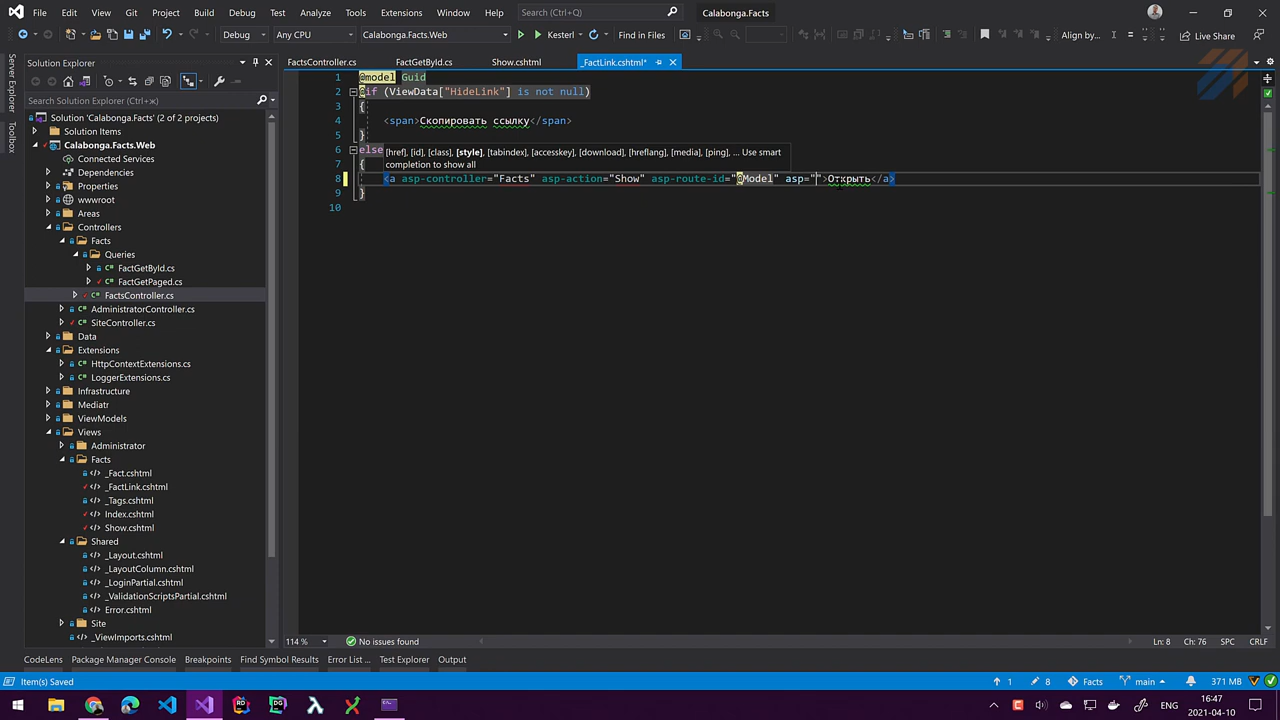 File Edit View Git Project Build Debug Test Analyze Tools Extensions Window Help Search (Ctrl+Q) Calabonga.Facts
Debug Any CPU Calabonga.Facts.Web Kestrel Find in Files Align by... Live Share
Server Explorer
Toolbox
Solution Explorer
Search Solution Explorer (Ctrl+ж)
Solution 'Calabonga.Facts' (2 of 2 projects)
Solution Items
Calabonga.Facts.Web
Connected Services
Dependencies
Properties
wwwroot
Areas
Controllers
Facts
Queries
FactGetById.cs
FactGetPaged.cs
FactsController.cs
AdministratorController.cs
SiteController.cs
Data
Extensions
HttpContextExtensions.cs
LoggerExtensions.cs
Infrastructure
Mediatr
ViewModels
Views
Administrator
Facts
_Fact.cshtml
_FactLink.cshtml
_Tags.cshtml
Index.cshtml
Show.cshtml
Shared
_Layout.cshtml
_LayoutColumn.cshtml
_LoginPartial.cshtml
_ValidationScriptsPartial.cshtml
Error.cshtml
Site
_ViewImports.cshtml
FactsController.cs FactGetById.cs Show.cshtml _FactLink.cshtml*
1 @model Guid
2 @if (ViewData["HideLink"] is not null)
3 {
4 <span>Скопировать ссылку</span>
5 }
6 else
[href], [id], [class], [style], [tabindex], [accesskey], [download], [hreflang], [media], [ping], ... Use smart
completion to show all
7 {
8 <a asp-controller="Facts" asp-action="Show" asp-route-id="@Model" asp="">Открыть</a>
9 }
10
114 % No issues found Ln: 8 Ch: 76 SPC CRLF
CodeLens Package Manager Console Breakpoints Find Symbol Results Error List ... Test Explorer Output
Item(s) Saved 1 8 Facts main 371 MB
ENG 16:47
2021-04-10